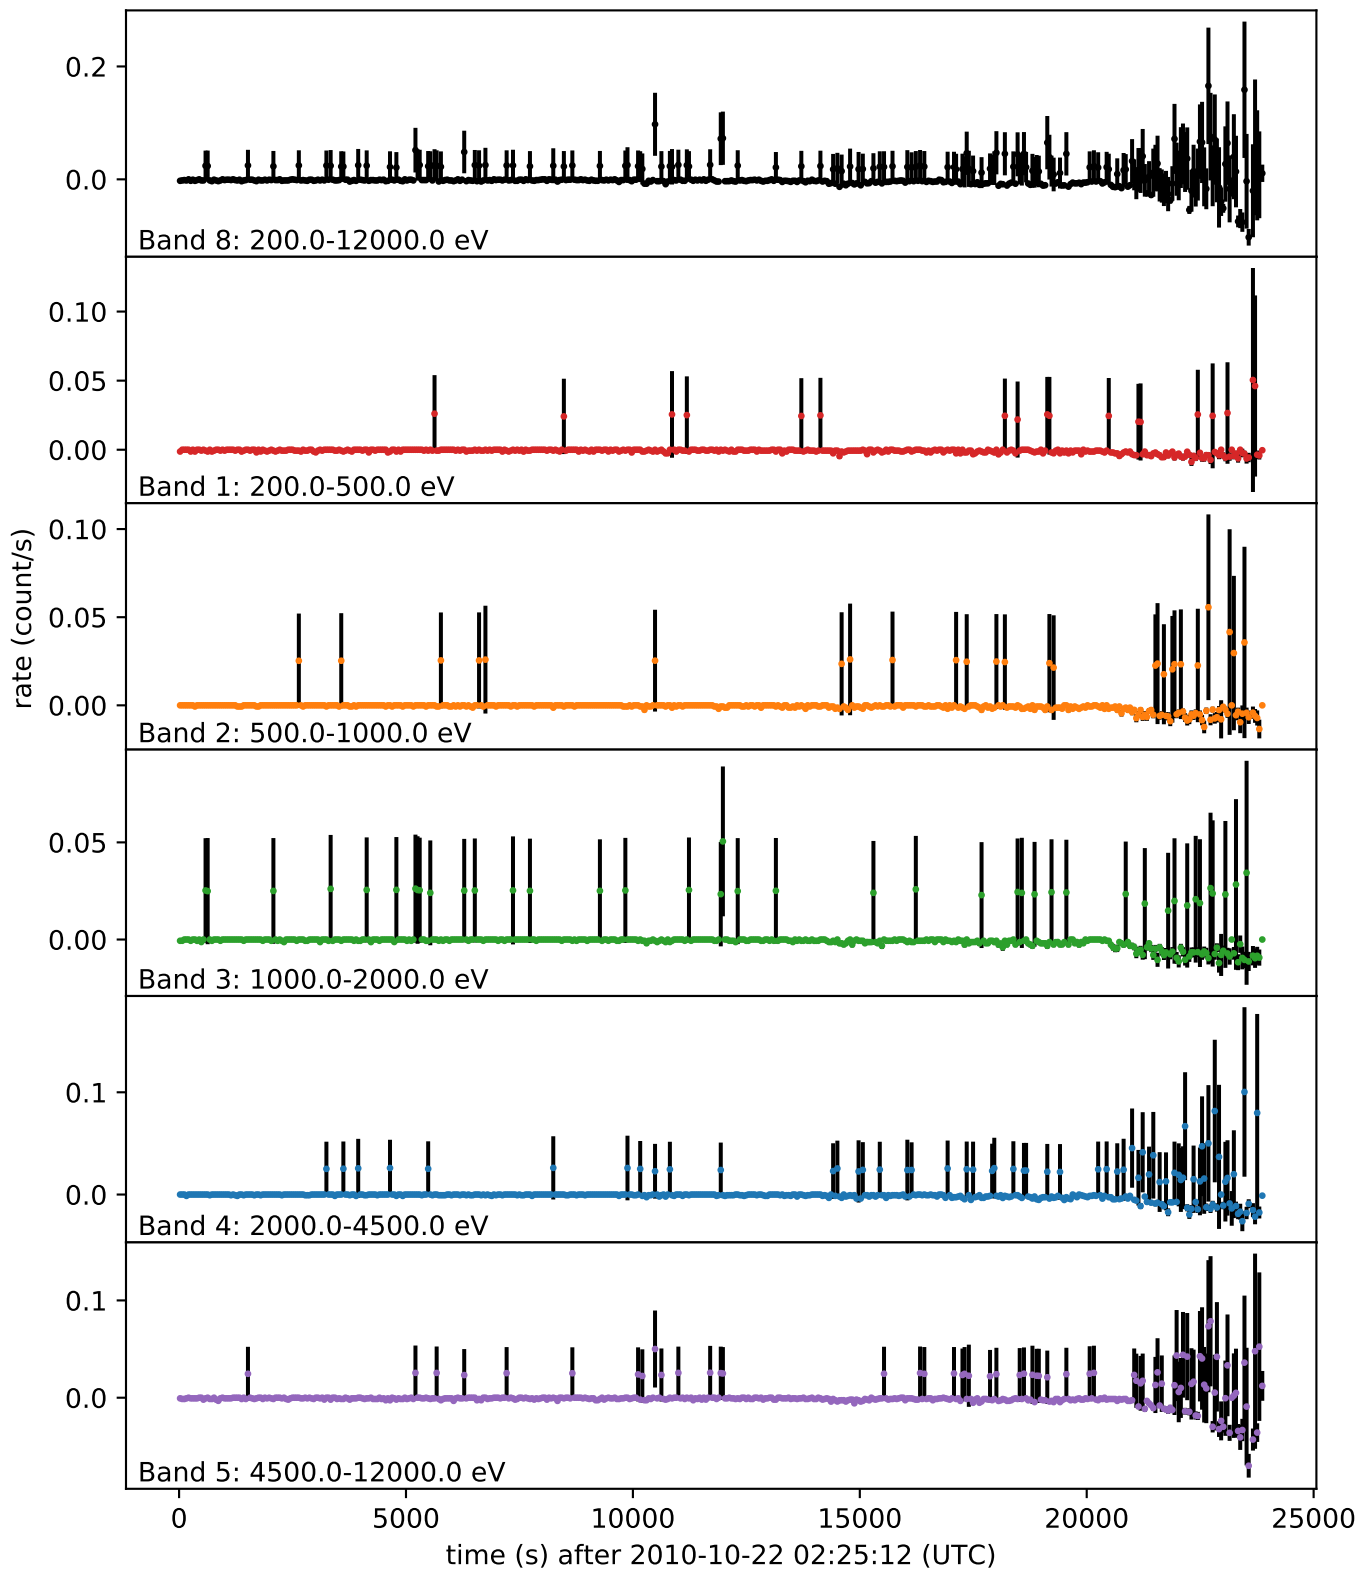 0.2
0.0
Band 8: 200.0-12000.0 eV
0.10
0.05
0.00
Band 1: 200.0-500.0 eV
0.10
0.05
0.00
Band 2: 500.0-1000.0 eV
rate (count/s)
0.05
0.00
Band 3: 1000.0-2000.0 eV
0.1
0.0
Band 4: 2000.0-4500.0 eV
0.1
0.0
Band 5: 4500.0-12000.0 eV
0 5000 10000 15000 20000 25000
time (s) after 2010-10-22 02:25:12 (UTC)